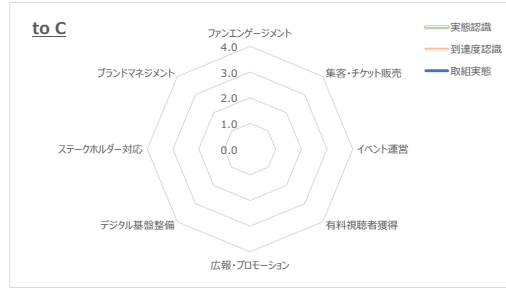 to C
ファンエンゲージメント
実態認識
到達度認識
取組実態
4.0
3.0
2.0
1.0
0.0
集客・チケット販売
イベント運営
有料視聴者獲得
広報・プロモーション
デジタル基盤整備
ステークホルダー対応
ブランドマネジメント